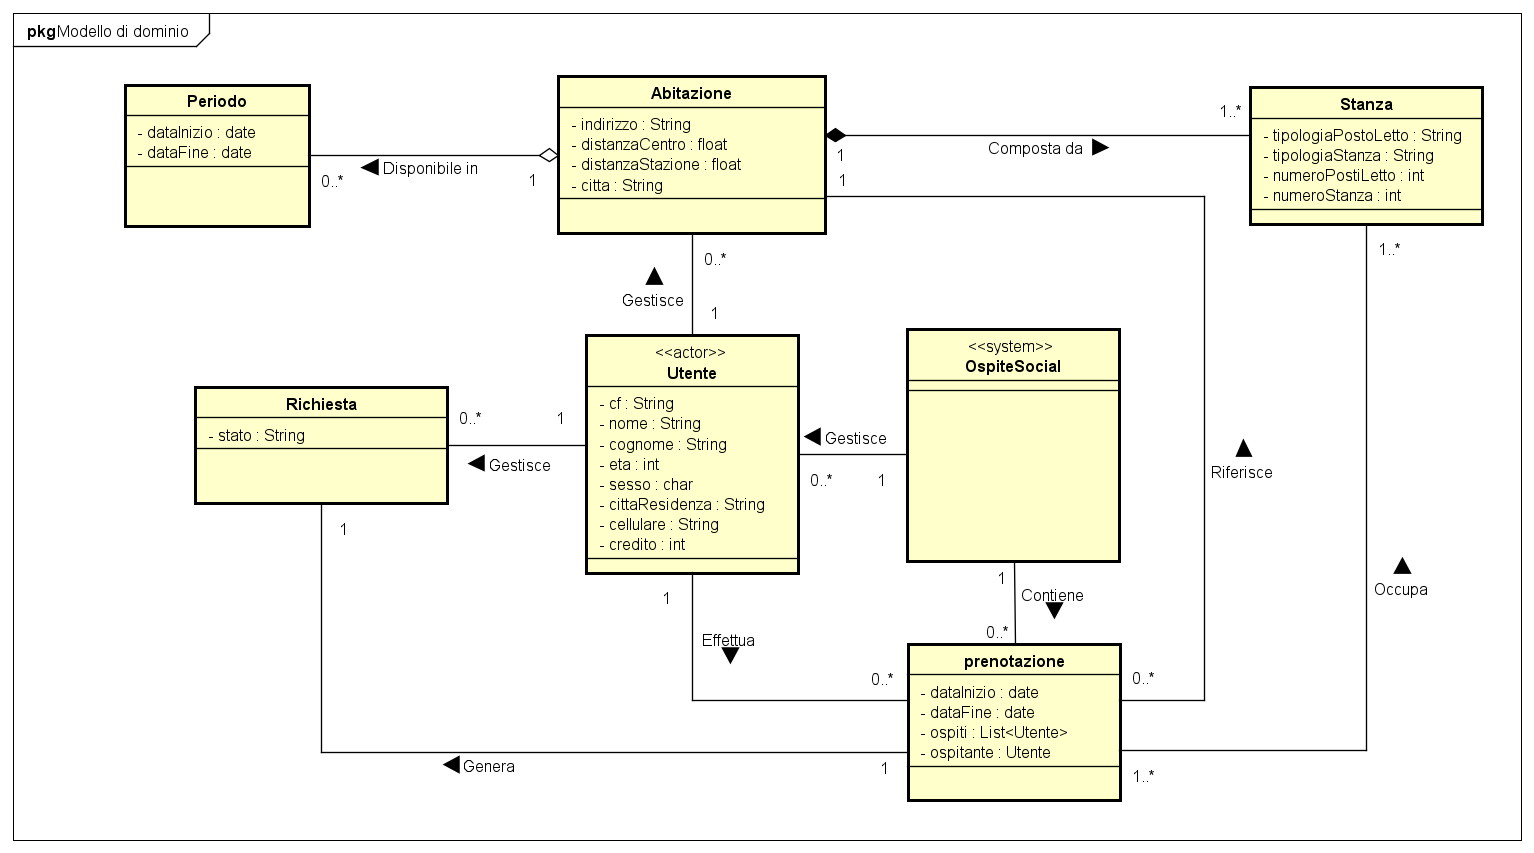 pkgModello di dominio
Periodo
- dataInizio : date
- dataFine : date
Disponibile in
0..*
1
Abitazione
- indirizzo : String
- distanzaCentro : float
- distanzaStazione : float
- citta : String
1
1
Composta da
1..*
Stanza
- tipologiaPostoLetto : String
- tipologiaStanza : String
- numeroPostiLetto : int
- numeroStanza : int
1..*
0..*
Gestisce
1
<<actor>>
Utente
- cf : String
- nome : String
- cognome : String
- eta : int
- sesso : char
- cittaResidenza : String
- cellulare : String
- credito : int
<<system>>
OspiteSocial
Richiesta
- stato : String
0..*
1
Gestisce
Gestisce
0..*
1
Riferisce
1
1
Effettua
0..*
1
Contiene
0..*
Occupa
prenotazione
- dataInizio : date
- dataFine : date
- ospiti : List<Utente>
- ospitante : Utente
0..*
1..*
Genera
1